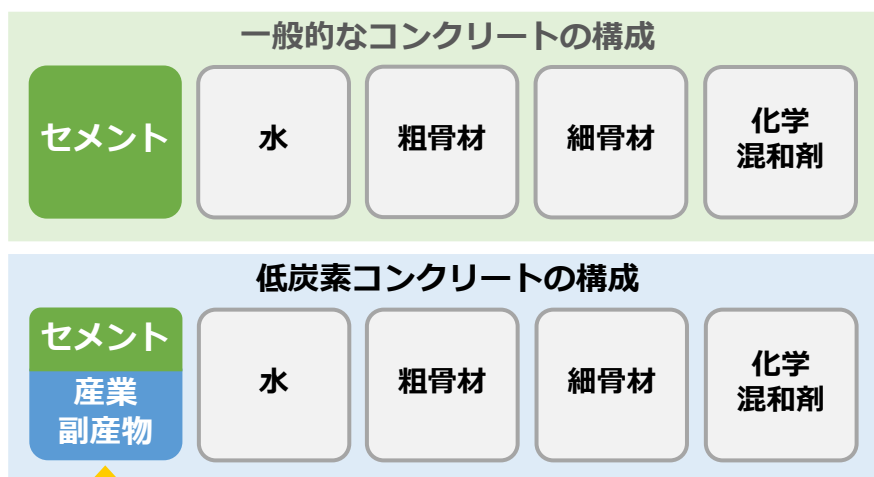 一般的なコンクリートの構成
セメント
水
粗骨材
細骨材
化学
混和剤
低炭素コンクリートの構成
セメント
産業
副産物
水
粗骨材
細骨材
化学
混和剤